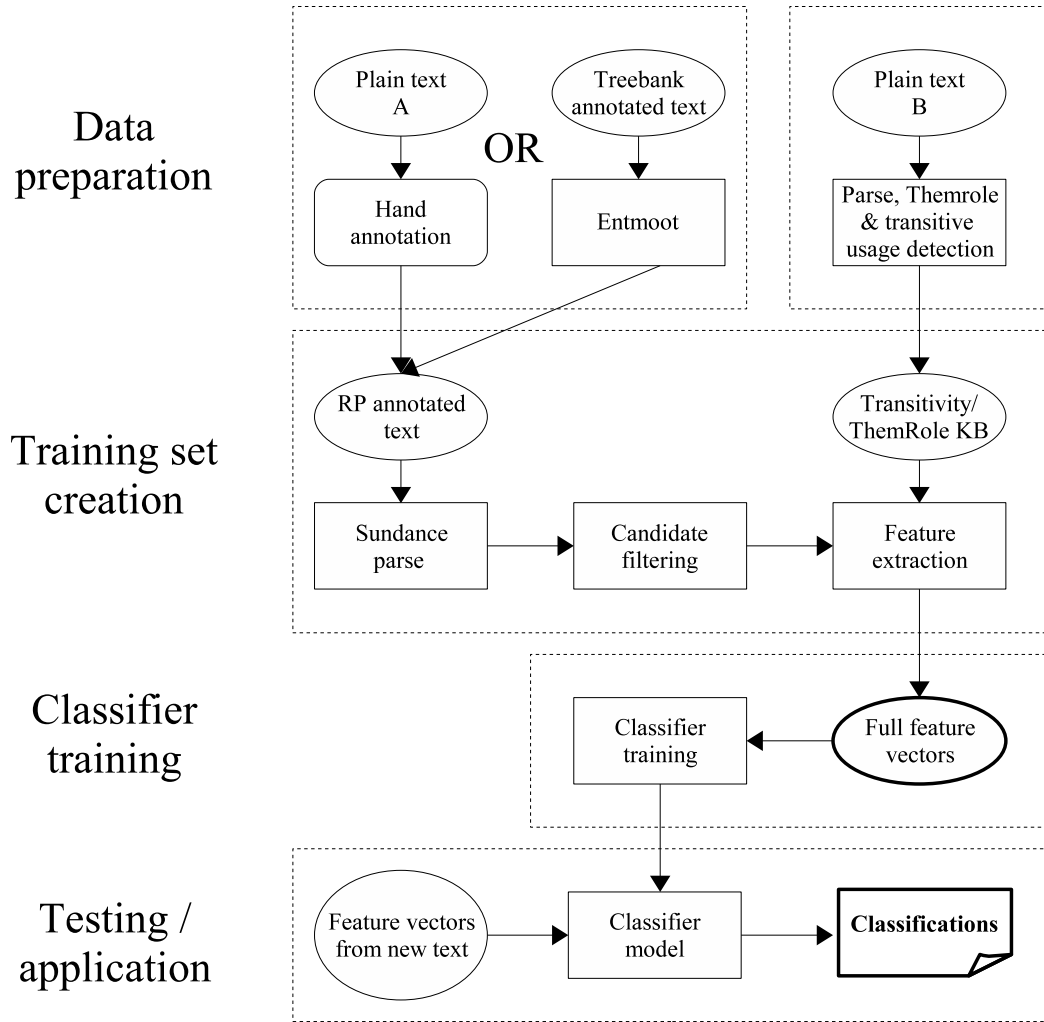 Data
preparation
Plain text
A
OR
Treebank
annotated text
Plain text
B
Hand
annotation
Entmoot
Parse, Themrole
& transitive
usage detection
Training set
creation
RP annotated
text
Transitivity/
ThemRole KB
Sundance
parse
Candidate
filtering
Feature
extraction
Classifier
training
Classifier
training
Full feature
vectors
Testing /
application
Feature vectors
from new text
Classifier
model
Classifications